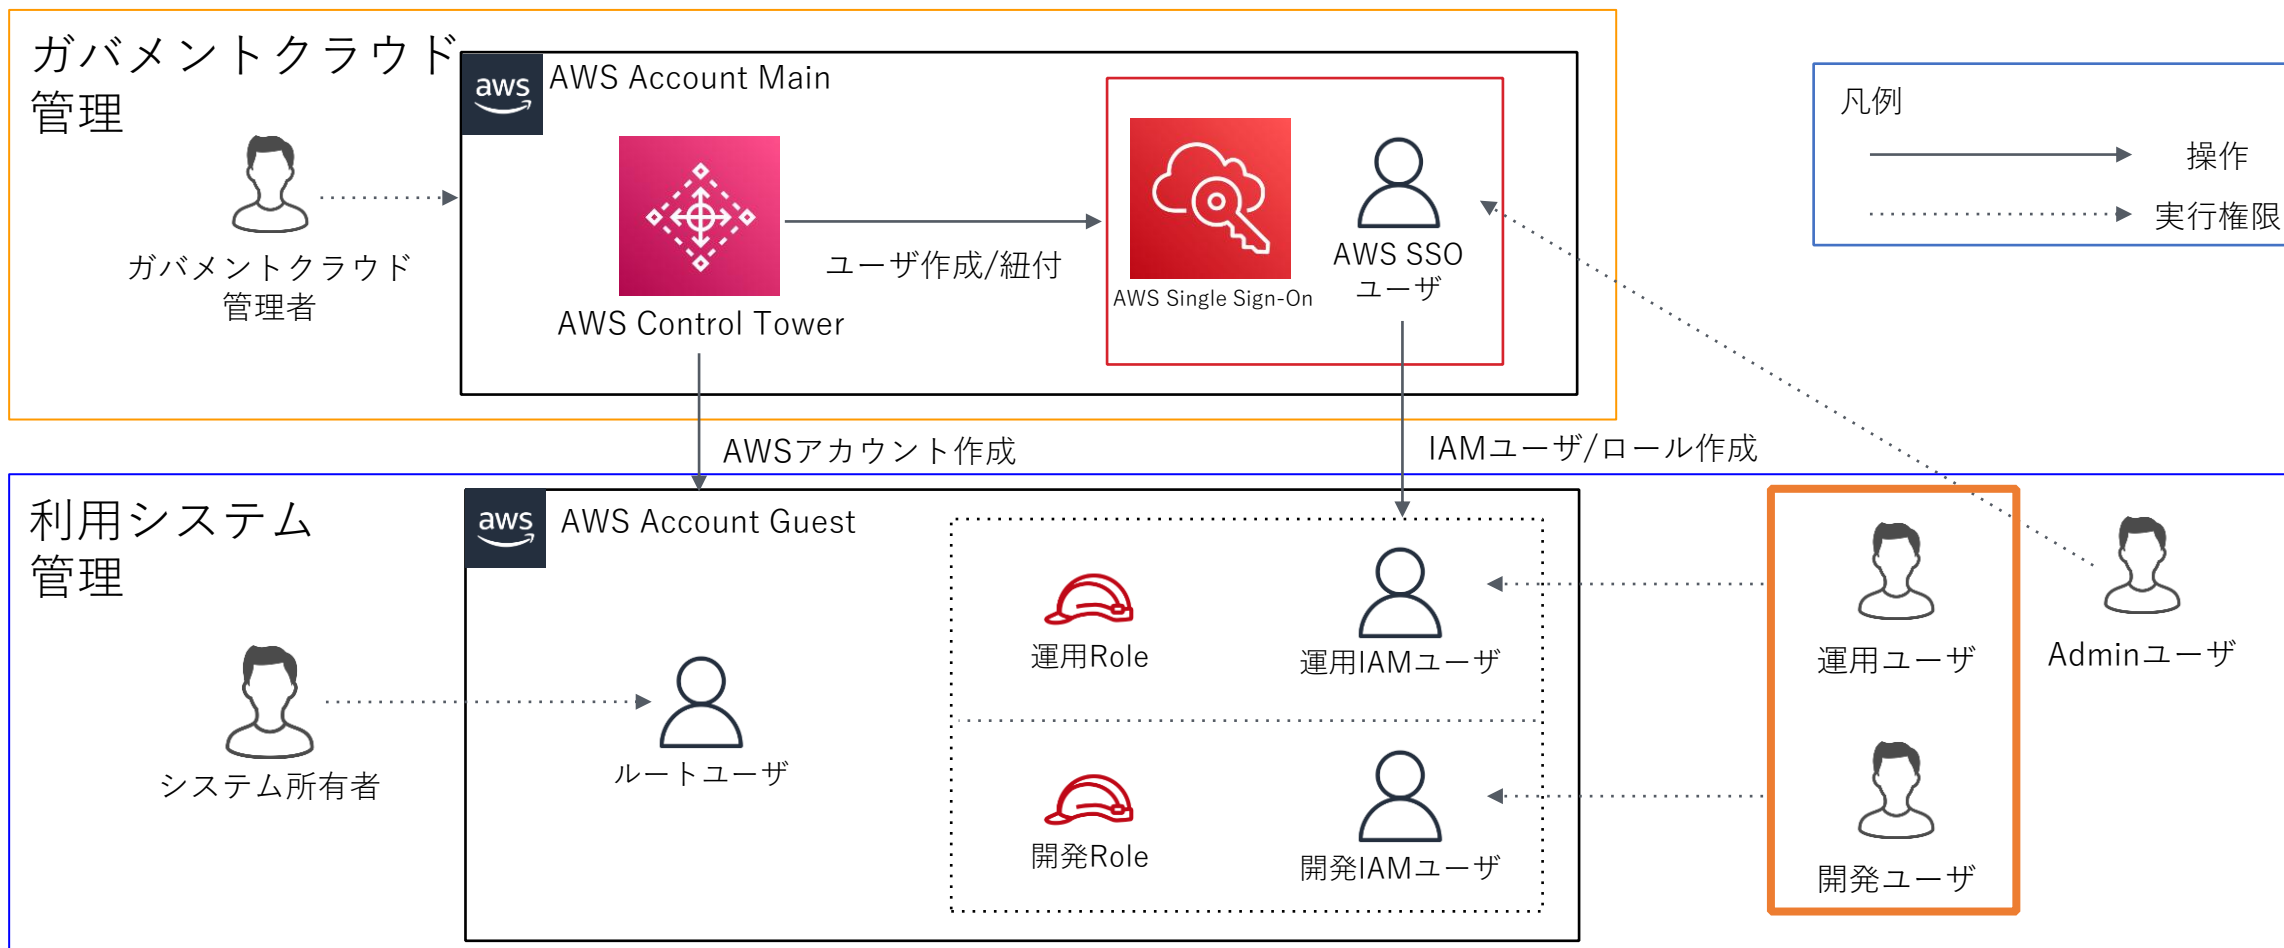 ガバメントクラウド
管理
aws
AWS Account Main
ガバメントクラウド
管理者
AWS Control Tower
ユーザ作成/紐付
AWS Single Sign-On
AWS SSO
ユーザ
凡例
操作
実行権限
AWSアカウント作成
IAMユーザ/ロール作成
利用システム
管理
aws
AWS Account Guest
システム所有者
ルートユーザ
運用Role
運用IAMユーザ
開発Role
開発IAMユーザ
運用ユーザ
開発ユーザ
Adminユーザ